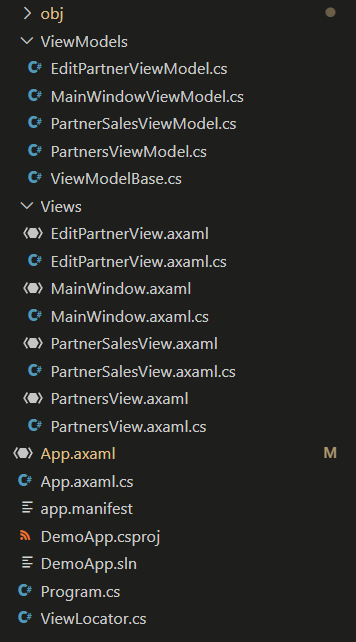 obj
ViewModels
C# EditPartnerViewModel.cs
C# MainWindowViewModel.cs
C# PartnerSalesViewModel.cs
C# PartnersViewModel.cs
C# ViewModelBase.cs
Views
EditPartnerView.axaml
C# EditPartnerView.axaml.cs
MainWindow.axaml
C# MainWindow.axaml.cs
PartnerSalesView.axaml
C# PartnerSalesView.axaml.cs
PartnersView.axaml
C# PartnersView.axaml.cs
App.axaml M
C# App.axaml.cs
app.manifest
DemoApp.csproj
DemoApp.sln
C# Program.cs
C# ViewLocator.cs